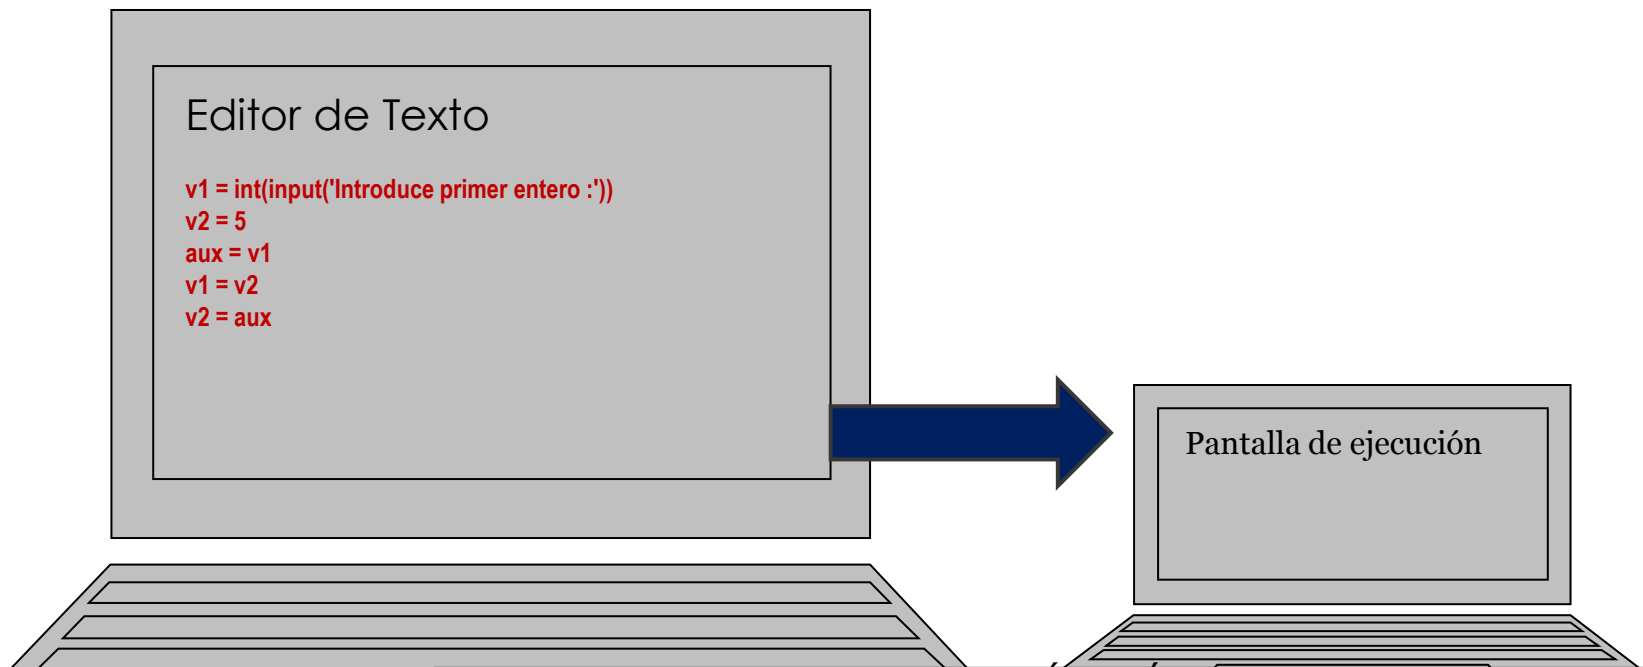 Editor de Texto
v1 = int(input('Introduce primer entero :'))
v2 = 5
aux = v1
v1 = v2
v2 = aux
Pantalla de ejecución